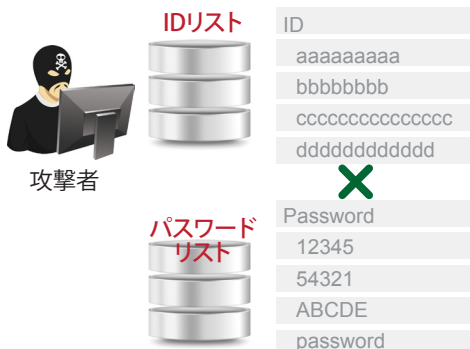 IDリスト
攻撃者
ID
aaaaaaaaa
bbbbbbbb
ccccccccccccccc
dddddddddddd
パスワード
リスト
Password
12345
54321
ABCDE
password